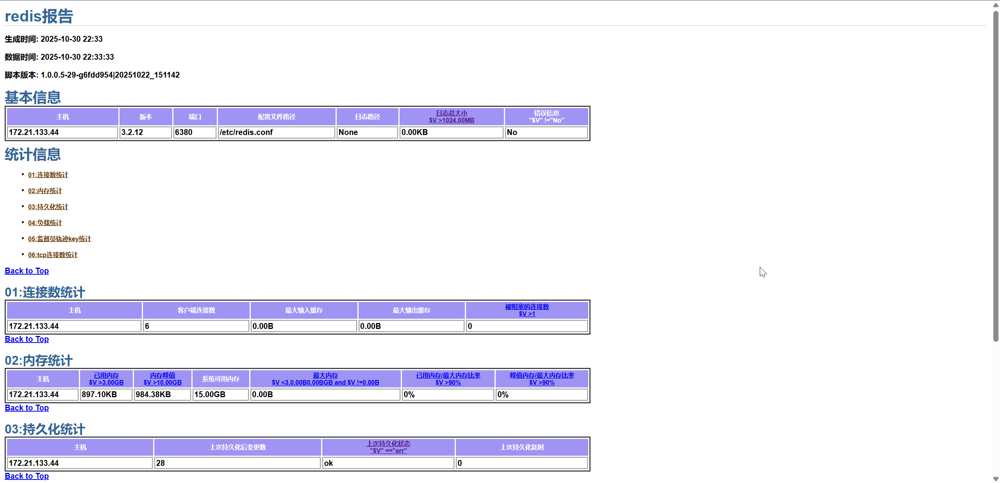 redis报告
生成时间: 2025-10-30 22:33
数据时间: 2025-10-30 22:33:33
脚本版本: 1.0.0.5-29-g6fdd954|20251022_151142
基本信息
主机 版本 端口 配置文件路径 日志路径 日志总大小 $V >1024.00MB 错误信息 "$V" !="No"
172.21.133.44 3.2.12 6380 /etc/redis.conf None 0.00KB No
统计信息
• 01:连接数统计
• 02:内存统计
• 03:持久化统计
• 04:负载统计
• 05:监督员轨迹key统计
• 06:tcp连接数统计
Back to Top
01:连接数统计
主机 客户端连接数 最大输入缓存 最大输出缓存 被阻塞的连接数 $V >1
172.21.133.44 6 0.00B 0.00B 0
Back to Top
02:内存统计
主机 已用内存 $V >3.00GB 内存峰值 $V >10.00GB 系统可用内存 最大内存 $V <3.0.00B0.00BGB and $V !=0.00B 已用内存/最大内存比率 $V >90% 峰值内存/最大内存比率 $V >90%
172.21.133.44 897.10KB 984.38KB 15.00GB 0.00B 0% 0%
Back to Top
03:持久化统计
主机 上次持久化后变更数 上次持久化状态 "$V" =="err" 上次持久化耗时
172.21.133.44 28 ok 0
Back to Top